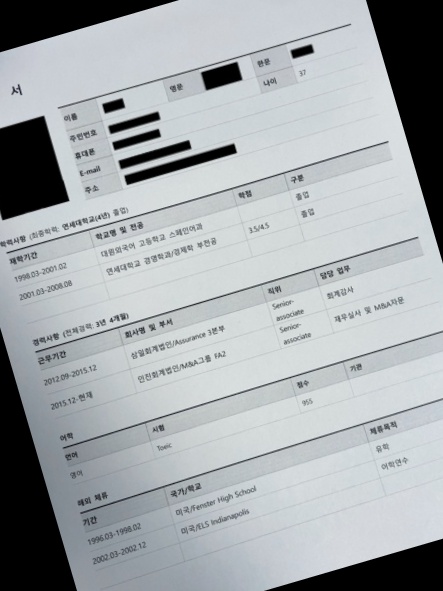 서
이름 영문 한문
주민번호 나이 37
휴대폰
E-mail
주소
학력사항 (최종학력: 연세대학교(4년) 졸업)
재학기간 학교명 및 전공 학점 구분
1998.03-2001.02 대원외국어 고등학교 스페인어과 졸업
2001.03-2008.08 연세대학교 경영학과/경제학 부전공 3.5/4.5 졸업
경력사항 (전체경력: 3년 4개월)
근무기간 회사명 및 부서 직위 담당 업무
2012.09-2015.12 삼일회계법인/Assurance 3본부 Senior-associate 회계감사
2015.12-현재 안진회계법인/M&A그룹 FA2 Senior-associate 재무실사 및 M&A자문
어학
언어 시험 점수 기관
영어 Toeic 955
해외 체류
기간 국가/학교 체류목적
1996.03-1998.02 미국/Fenster High School 유학
2002.03-2002.12 미국/ELS Indianapolis 어학연수